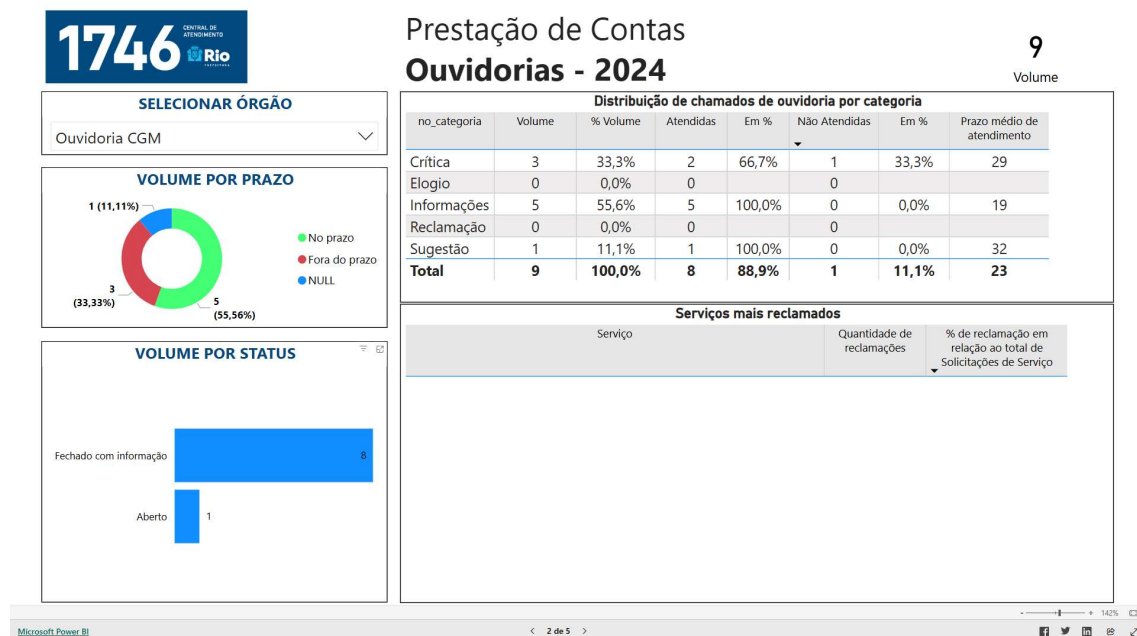 1746
CENTRAL DE
ATENDIMENTO
Rio
PREFEITURA
Prestação de Contas
Ouvidorias - 2024
9
Volume
SELECIONAR ÓRGÃO
Ouvidoria CGM
VOLUME POR PRAZO
1 (11,11%)
3
(33,33%)
5
(55,56%)
No prazo
Fora do prazo
NULL
VOLUME POR STATUS
Fechado com informação 8
Aberto 1
Distribuição de chamados de ouvidoria por categoria
no_categoria Volume % Volume Atendidas Em % Não Atendidas Em % Prazo médio de
atendimento
Crítica 3 33,3% 2 66,7% 1 33,3% 29
Elogio 0 0,0% 0 0
Informações 5 55,6% 5 100,0% 0 0,0% 19
Reclamação 0 0,0% 0 0
Sugestão 1 11,1% 1 100,0% 0 0,0% 32
Total 9 100,0% 8 88,9% 1 11,1% 23
Serviços mais reclamados
Serviço Quantidade de % de reclamação em
reclamações relação ao total de
Solicitações de Serviço
- + 142%
Microsoft Power BI < 2 de 5 >